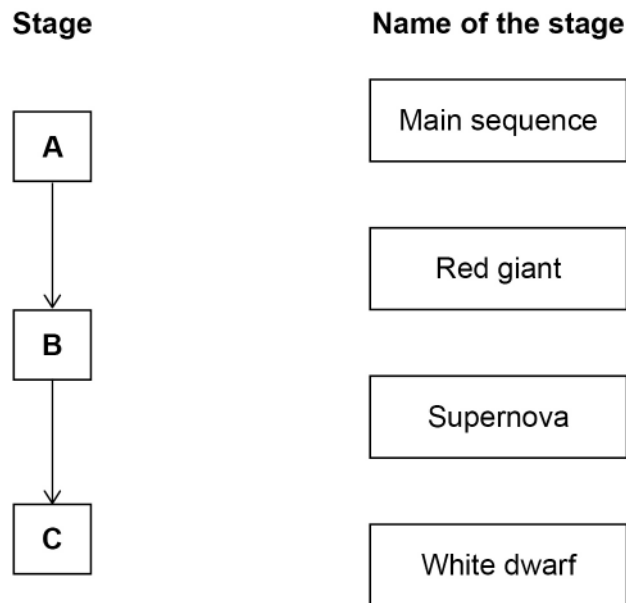 Stage
Name of the stage
A
Main sequence
Red giant
B
Supernova
C
White dwarf